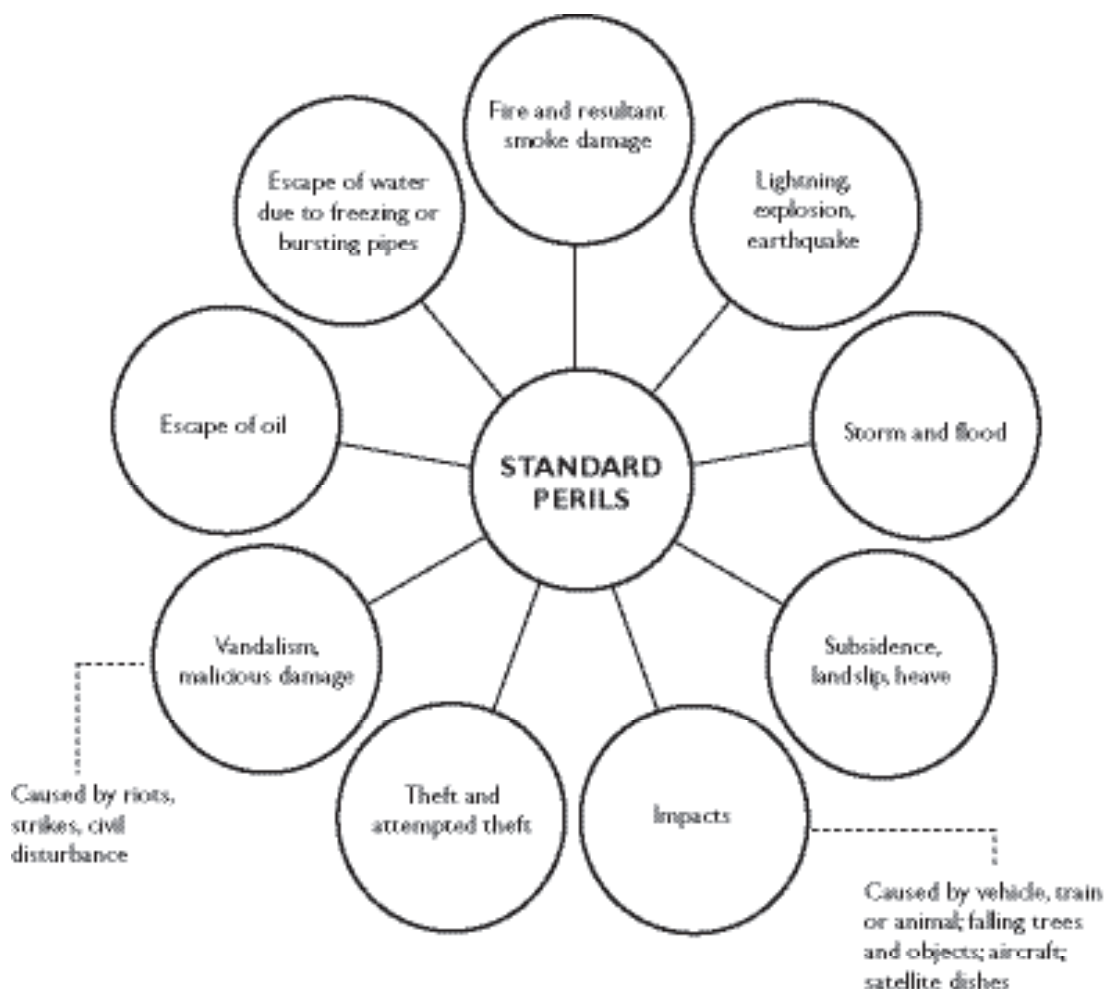 Fire and resultant
smoke damage
Lightning,
explosion,
earthquake
Storm and flood
Subsidence,
landslip, heave
Impacts
Caused by vehicle, train
or animal; falling trees
and objects; aircraft;
satellite dishes
Theft and
attempted theft
Vandalism,
malicious damage
Caused by riots,
strikes, civil
disturbance
Escape of oil
Escape of water
due to freezing or
bursting pipes
STANDARD
PERILS